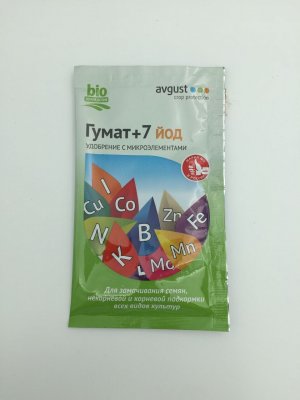 bio
avgust
crop protection
Гумат+7 йод
УДОБРЕНИЕ С МИКРОЭЛЕМЕНТАМИ
I
Cu
Co
Zn
Fe
N
B
K
Mn
Mo
L
Для замачивания семян,
некорневой и корневой подкормки
всех видов культур